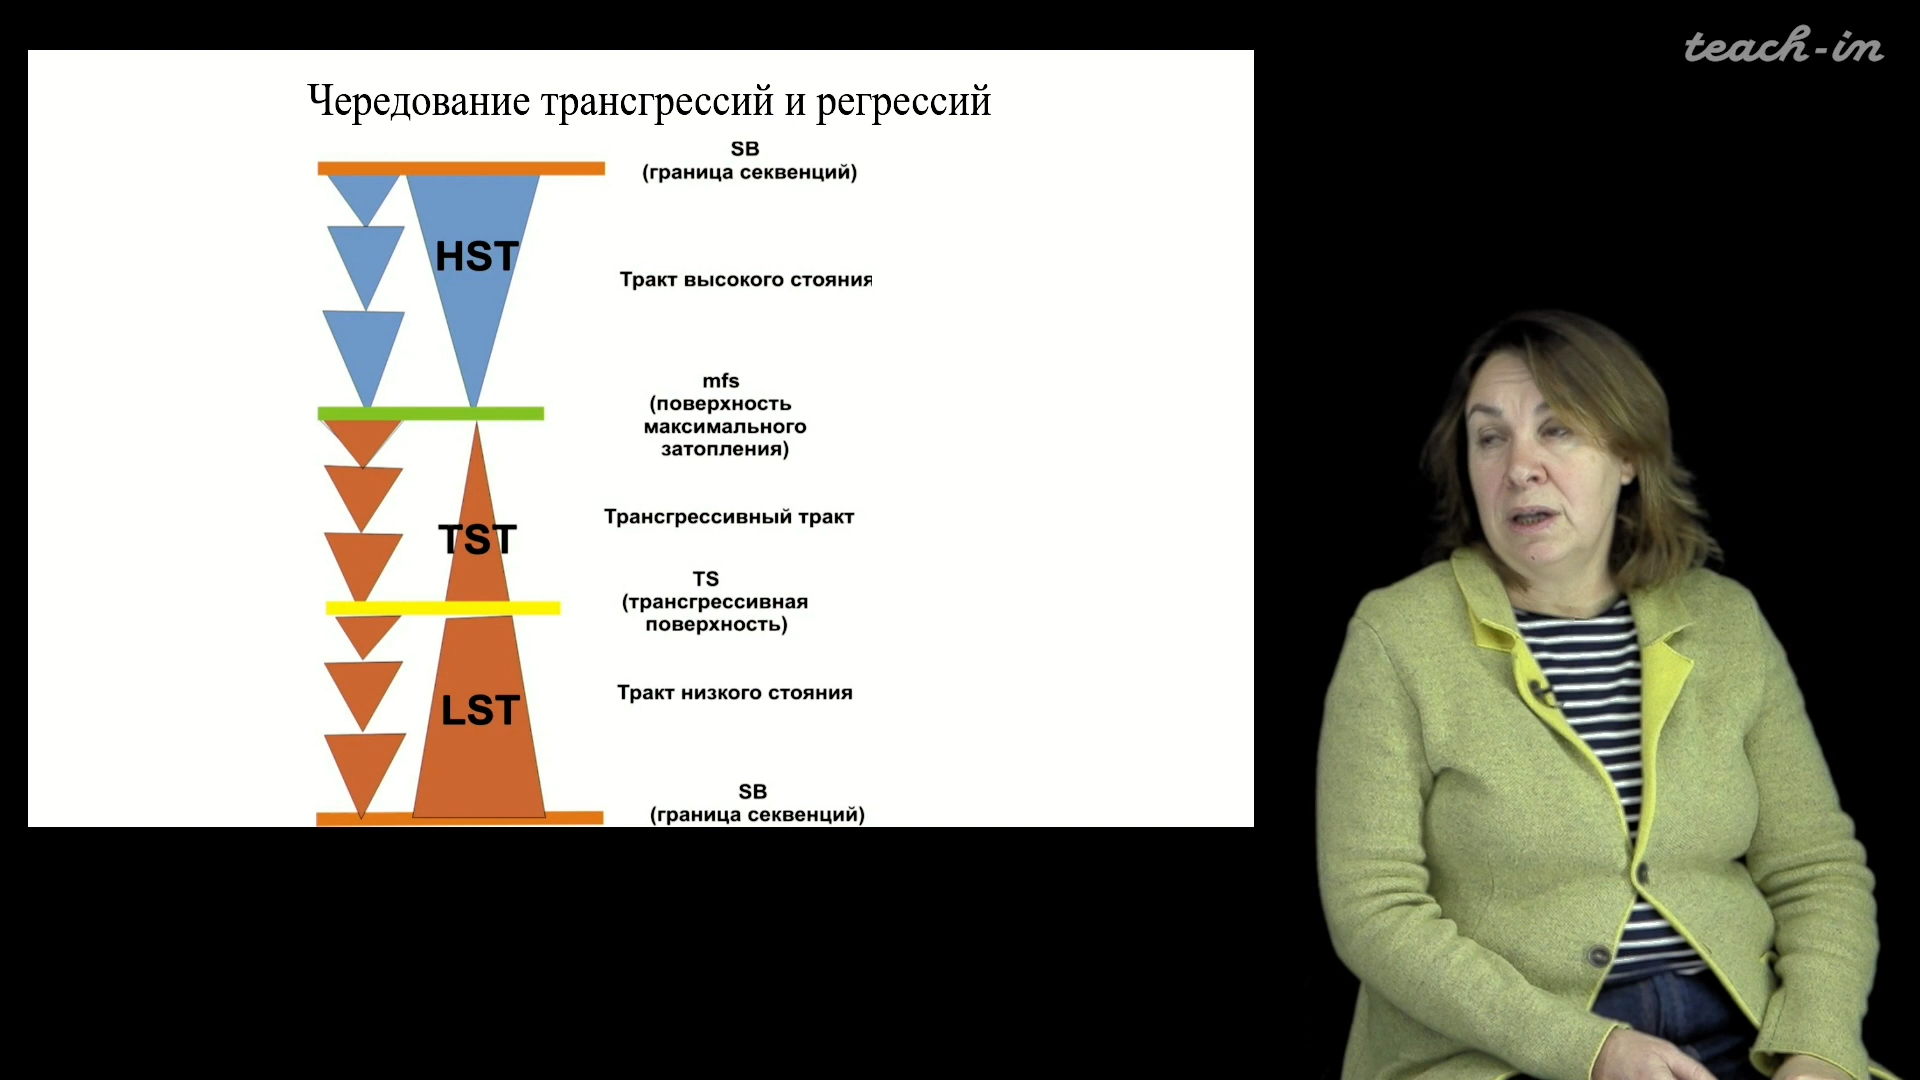 teach-in
Чередование трансгрессий и регрессий
SB
(граница секвенций)
HST
Тракт высокого стояния
mfs
(поверхность
максимального
затопления)
Трансгрессивный тракт
TST
TS
(трансгрессивная
поверхность)
Тракт низкого стояния
LST
SB
(граница секвенций)